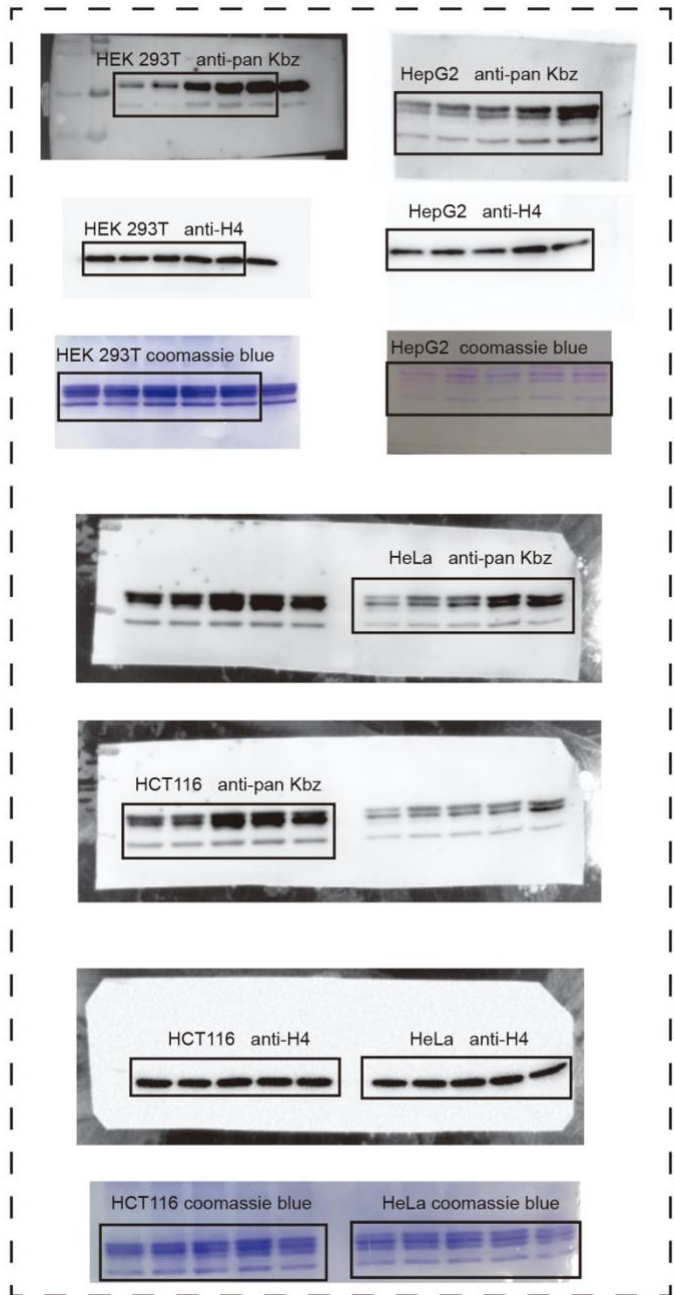 HEK 293T anti-pan Kbz
HepG2 anti-pan Kbz
HEK 293T anti-H4
HepG2 anti-H4
HEK 293T coomassie blue
HepG2 coomassie blue
HeLa anti-pan Kbz
HCT116 anti-pan Kbz
HCT116 anti-H4
HeLa anti-H4
HCT116 coomassie blue
HeLa coomassie blue